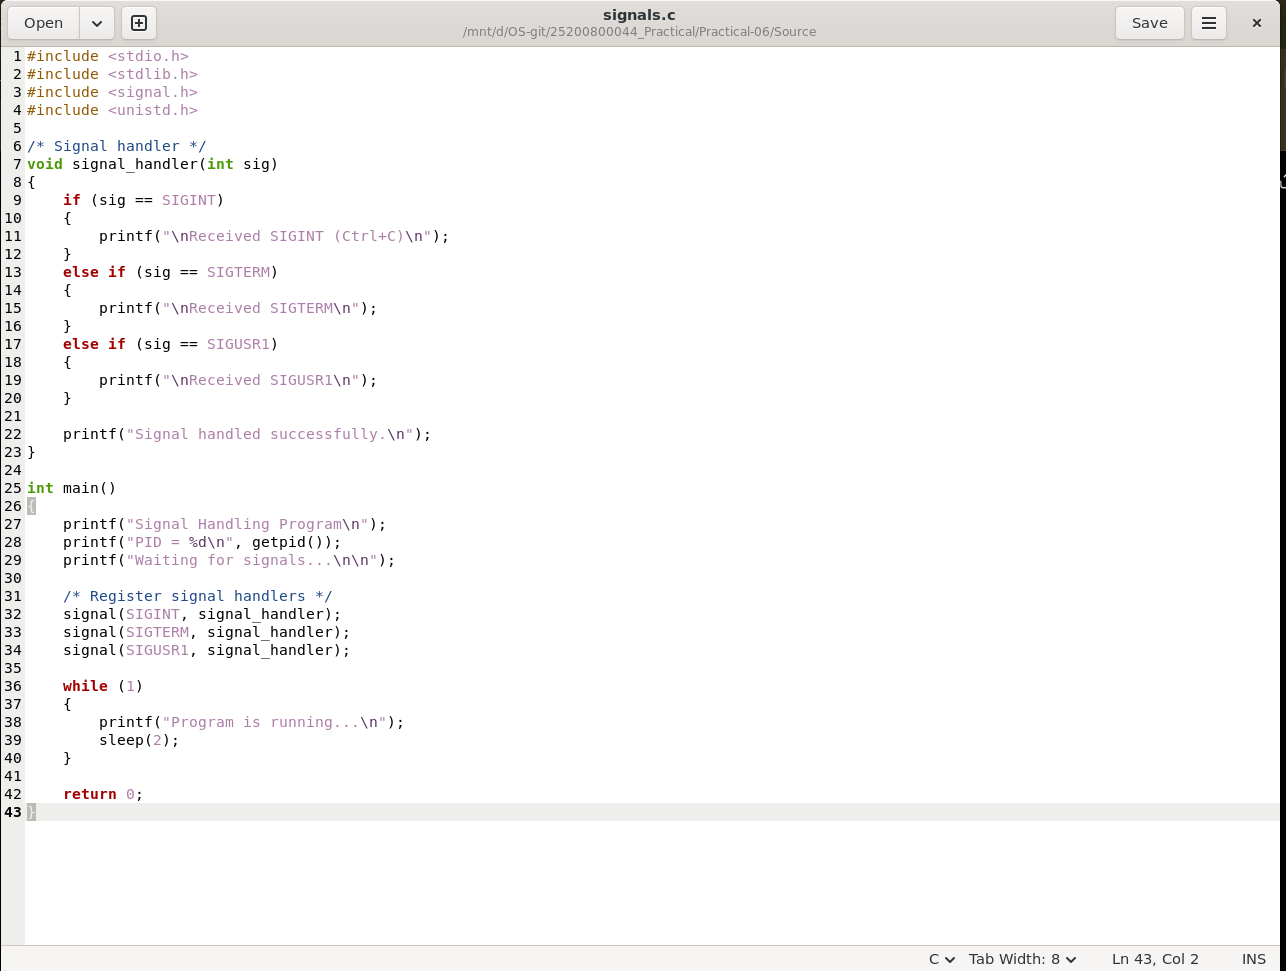 Open
signals.c
/mnt/d/OS-git/25200800044_Practical/Practical-06/Source
Save
1 #include <stdio.h>
2 #include <stdlib.h>
3 #include <signal.h>
4 #include <unistd.h>
5
6 /* Signal handler */
7 void signal_handler(int sig)
8 {
9     if (sig == SIGINT)
10     {
11         printf("\nReceived SIGINT (Ctrl+C)\n");
12     }
13     else if (sig == SIGTERM)
14     {
15         printf("\nReceived SIGTERM\n");
16     }
17     else if (sig == SIGUSR1)
18     {
19         printf("\nReceived SIGUSR1\n");
20     }
21
22     printf("Signal handled successfully.\n");
23 }
24
25 int main()
26 {
27     printf("Signal Handling Program\n");
28     printf("PID = %d\n", getpid());
29     printf("Waiting for signals...\n\n");
30
31     /* Register signal handlers */
32     signal(SIGINT, signal_handler);
33     signal(SIGTERM, signal_handler);
34     signal(SIGUSR1, signal_handler);
35
36     while (1)
37     {
38         printf("Program is running...\n");
39         sleep(2);
40     }
41
42     return 0;
43 }
C Tab Width: 8 Ln 43, Col 2 INS